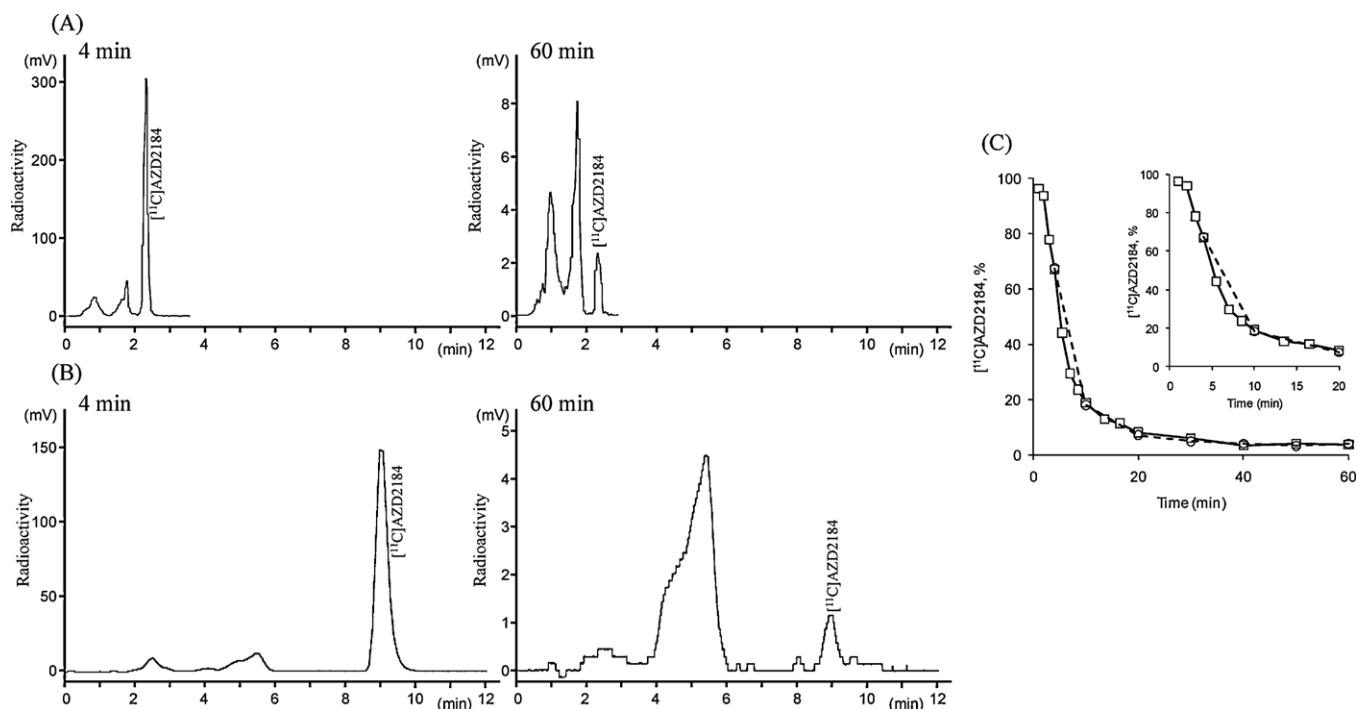 (A)
4 min
(mV)
300
200
100
0
Radioactivity
[¹¹C]AZD2184
0 2 4 6 8 10 12
(min)
60 min
(mV)
8
6
4
2
0
Radioactivity
[¹¹C]AZD2184
0 2 4 6 8 10 12
(min)
(B)
4 min
(mV)
150
100
50
0
Radioactivity
[¹¹C]AZD2184
0 2 4 6 8 10 12
(min)
60 min
(mV)
5
4
3
2
1
0
Radioactivity
[¹¹C]AZD2184
0 2 4 6 8 10 12
(min)
(C)
100
80
60
40
20
0
[¹¹C]AZD2184, %
0 20 40 60
Time (min)
100
80
60
40
20
0
[¹¹C]AZD2184, %
0 5 10 15 20
Time (min)